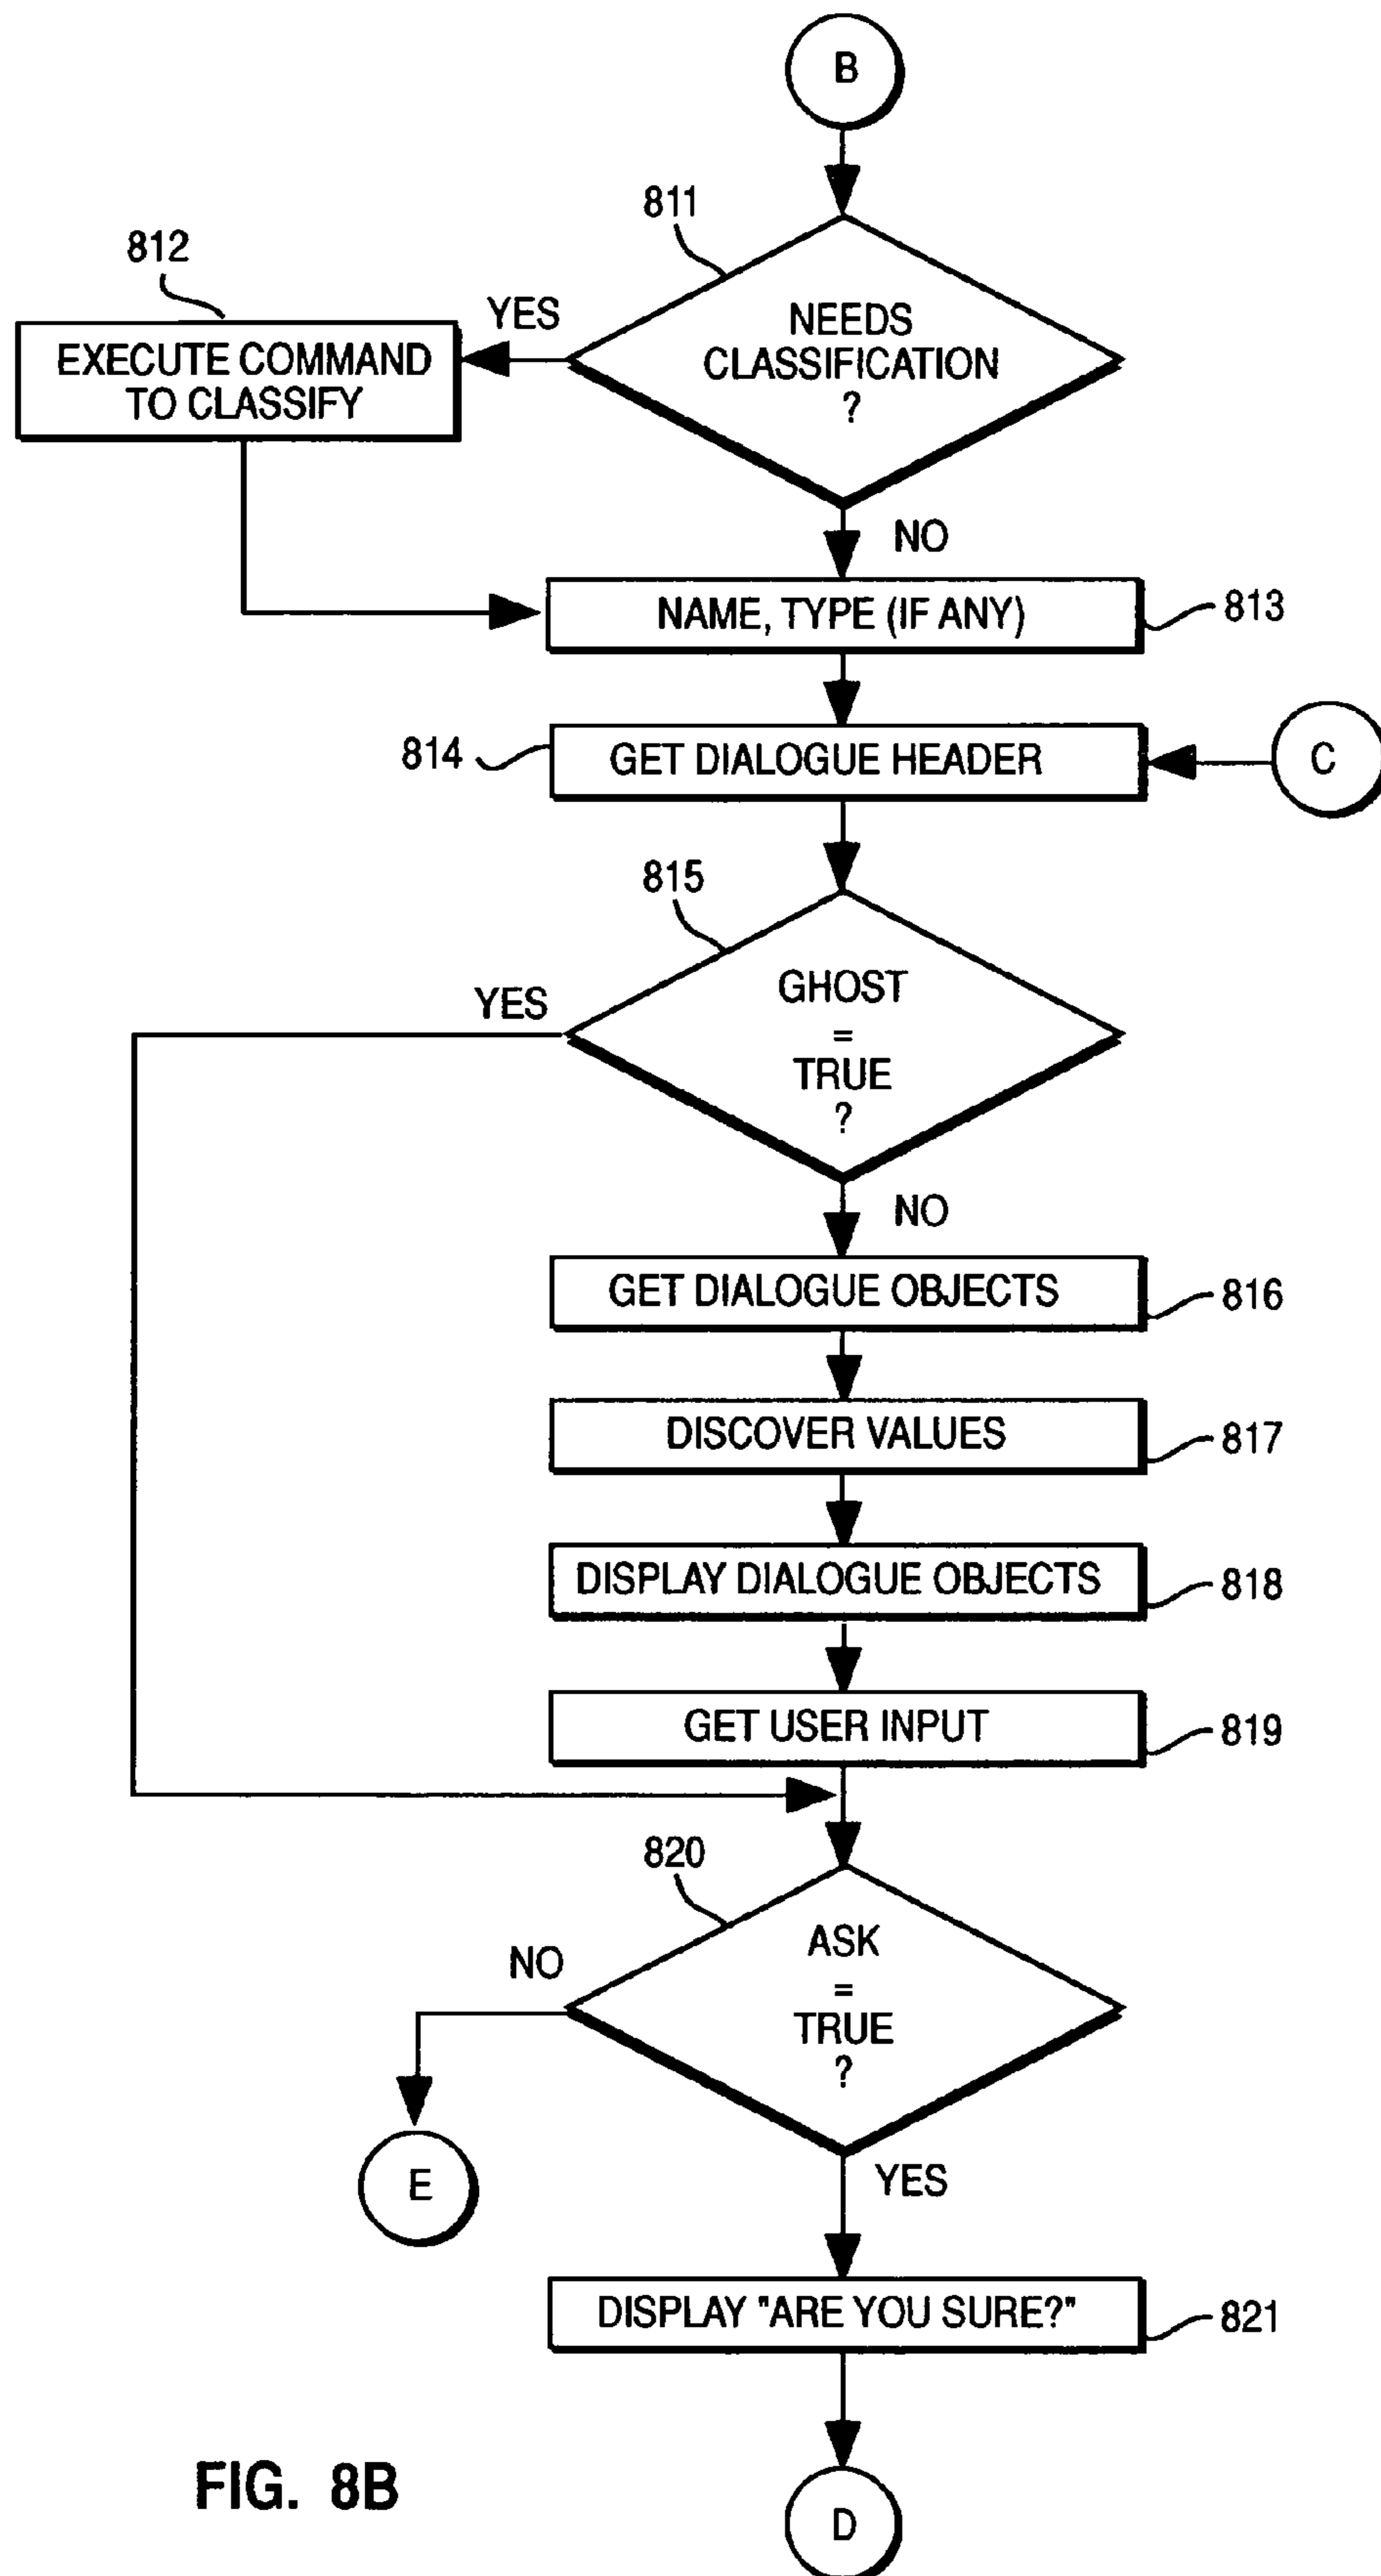 B
811
812
YES
NEEDS
CLASSIFICATION
?
EXECUTE COMMAND
TO CLASSIFY
NO
NAME, TYPE (IF ANY)
813
814
GET DIALOGUE HEADER
C
815
YES
GHOST
=
TRUE
?
NO
GET DIALOGUE OBJECTS
816
DISCOVER VALUES
817
DISPLAY DIALOGUE OBJECTS
818
GET USER INPUT
819
820
NO
ASK
=
TRUE
?
E
YES
DISPLAY "ARE YOU SURE?"
821
FIG. 8B
D